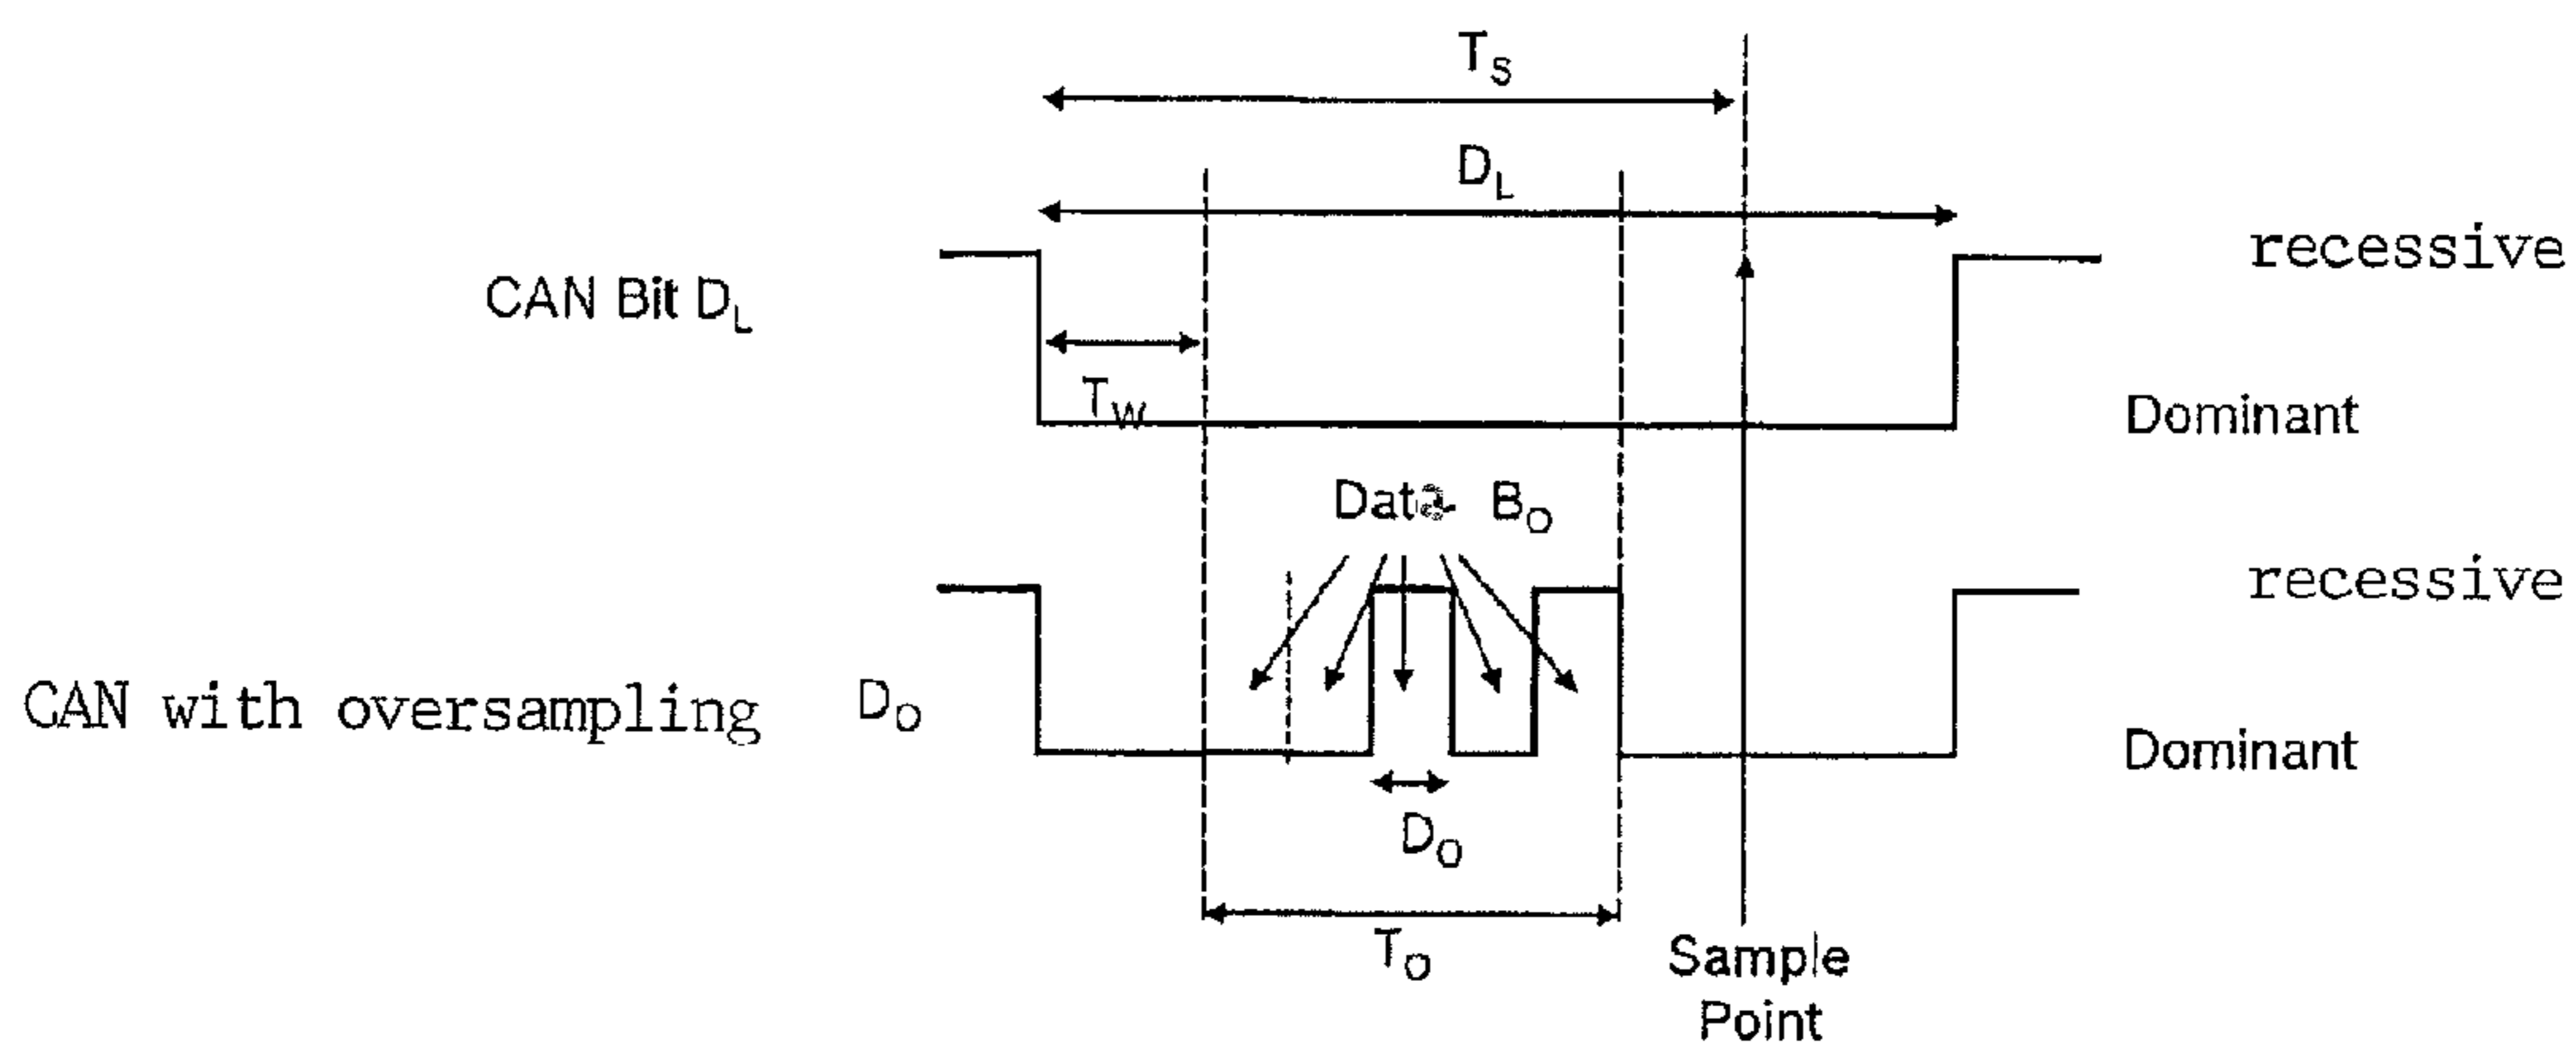 T_S
D_L
recessive
CAN Bit D_L
T_W
Dominant
Data B_O
recessive
CAN with oversampling D_O
Dominant
D_O
T_O
Sample
Point